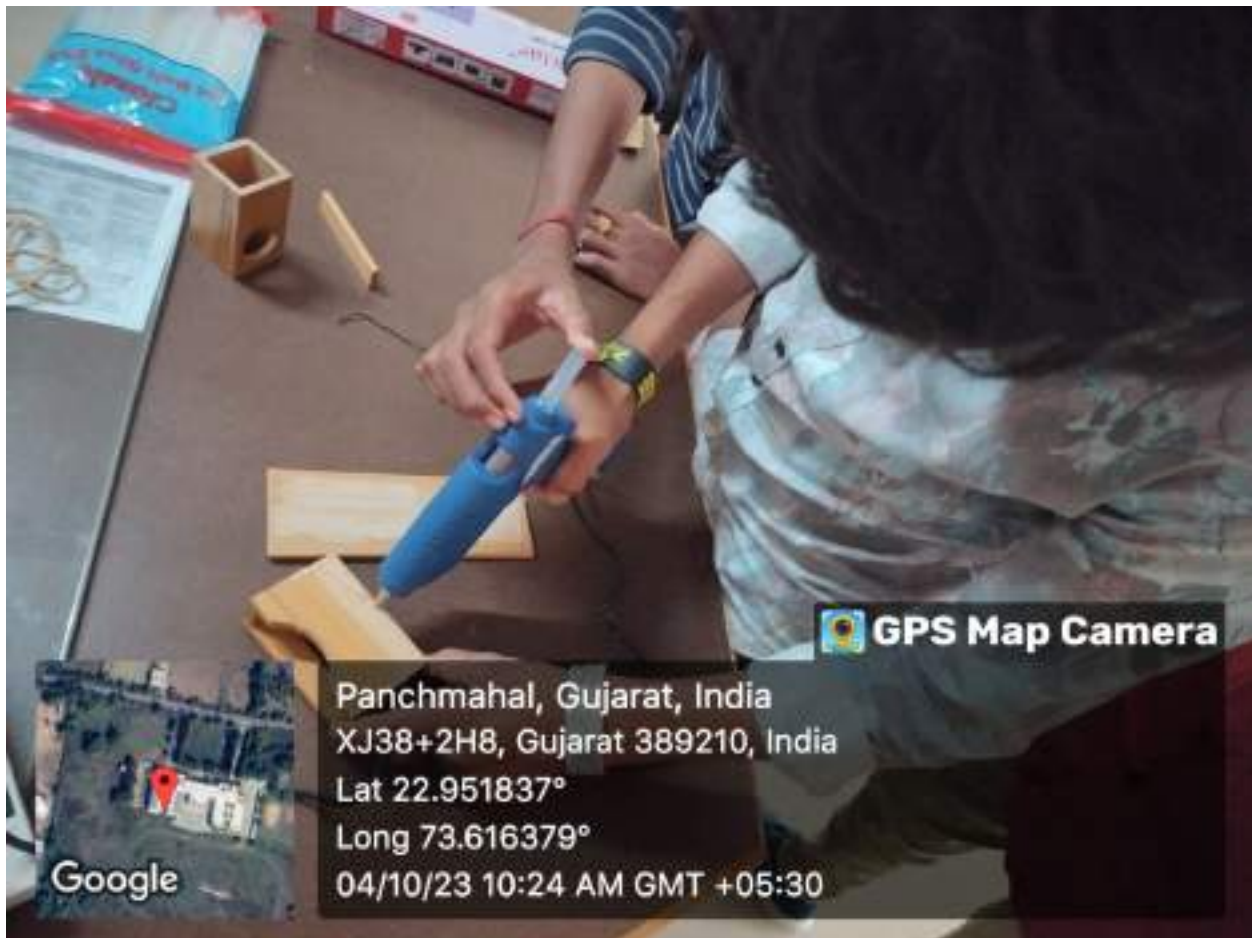 GPS Map Camera
Panchmahal, Gujarat, India
XJ38+2H8, Gujarat 389210, India
Lat 22.951837°
Long 73.616379°
04/10/23 10:24 AM GMT +05:30
Google